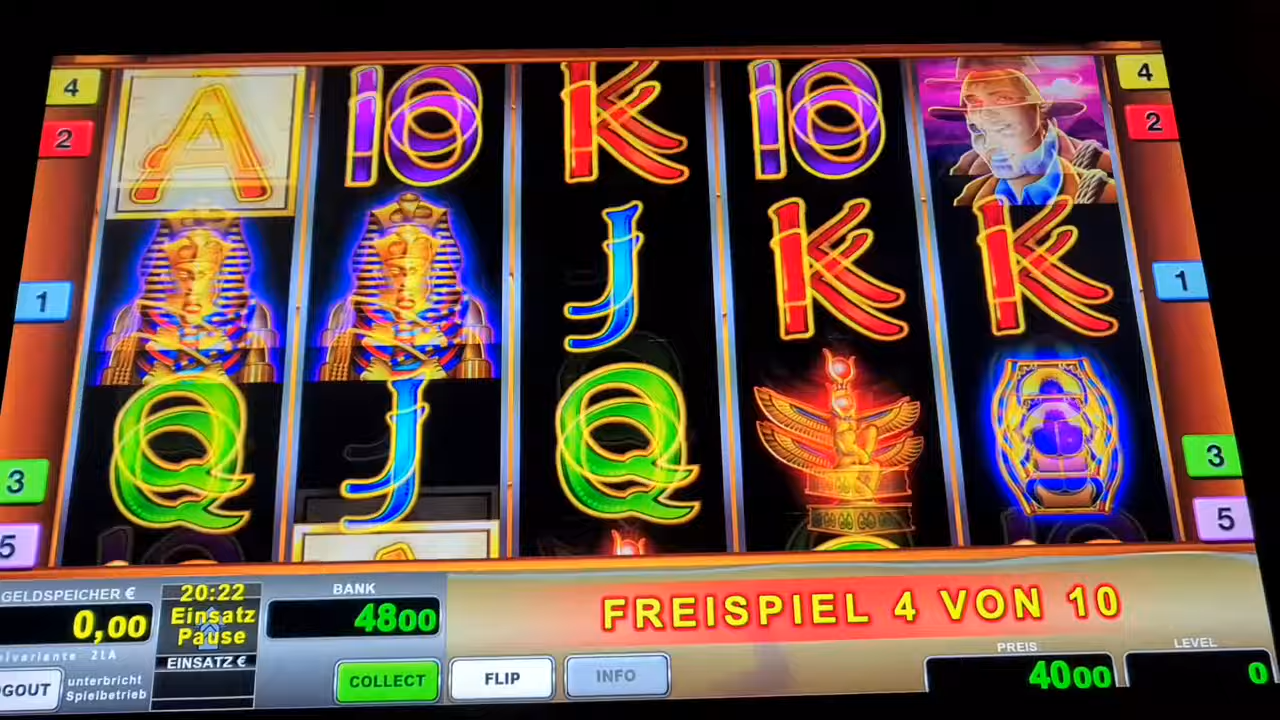 4
4
2
2
1
1
3
3
5
5
A
10
K
10
J
K
K
Q
J
Q
GELDSPEICHER €
0,00
20:22
Einsatz
Pause
EINSATZ €
BANK
4800
FREISPIEL 4 VON 10
2LA
unterbricht
Spielbetrieb
COLLECT
FLIP
INFO
PREIS
4000
LEVEL
0